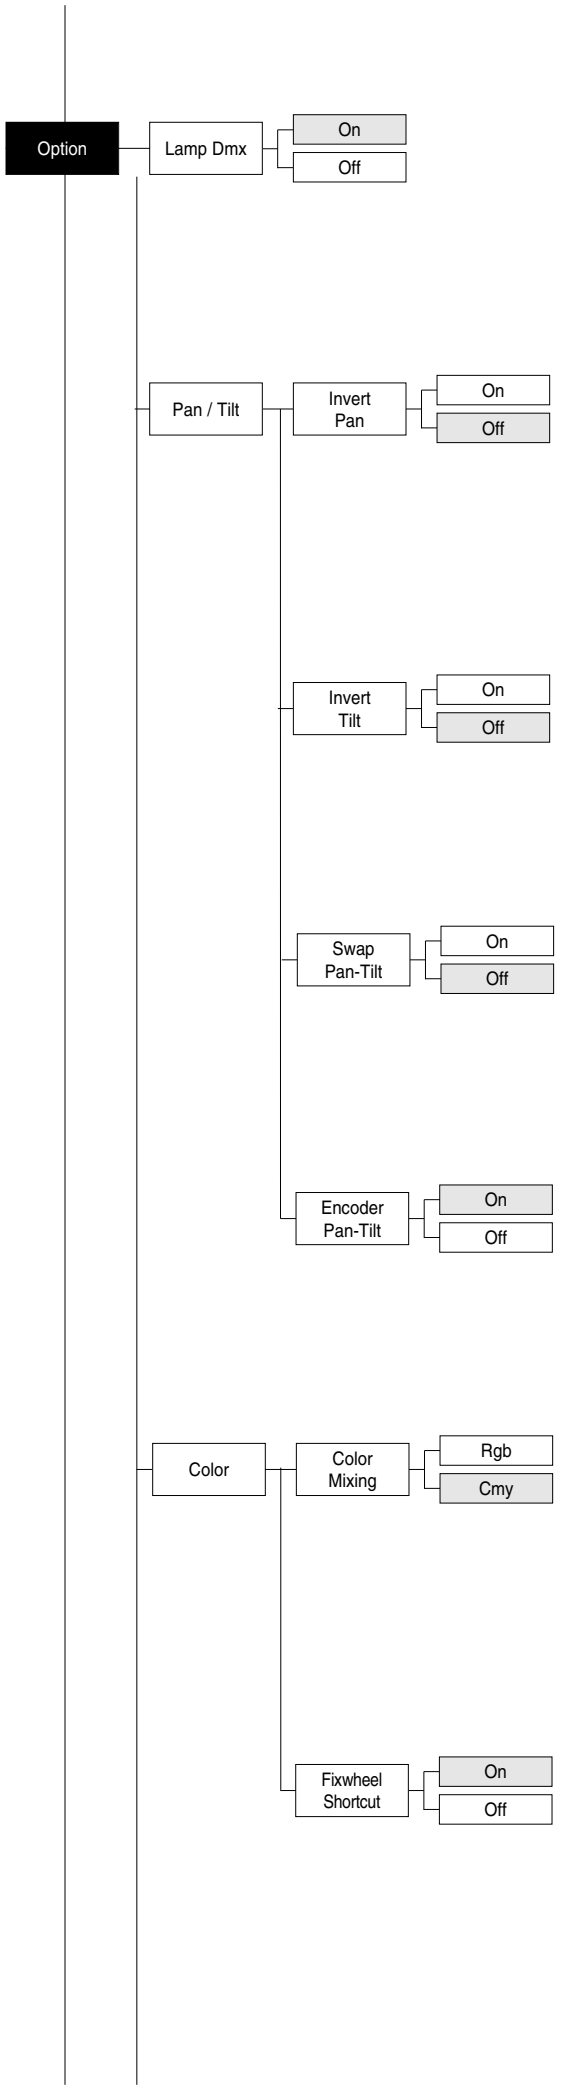 Option
Lamp Dmx
On
Off
Pan / Tilt
Invert
Pan
On
Off
Invert
Tilt
On
Off
Swap
Pan-Tilt
On
Off
Encoder
Pan-Tilt
On
Off
Color
Color
Mixing
Rgb
Cmy
Fixwheel
Shortcut
On
Off